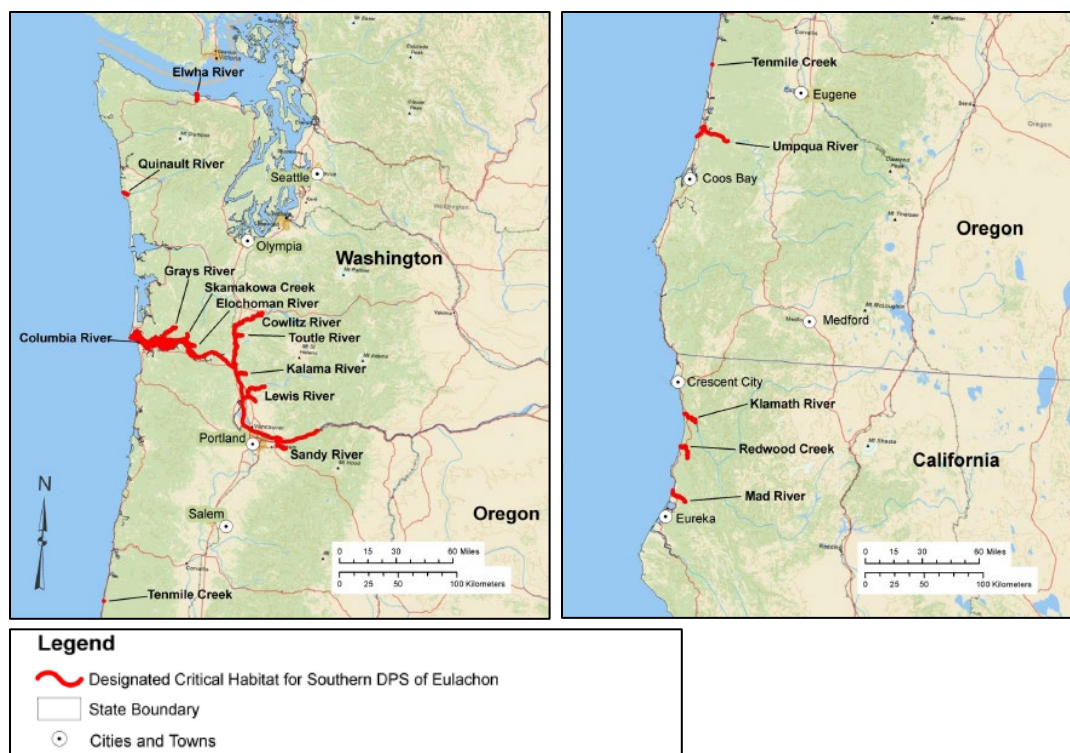 Elwha River
Quinault River
Seattle
Olympia
Washington
Grays River
Skamakowa Creek
Elochoman River
Cowlitz River
Toutle River
Columbia River
Kalama River
Lewis River
Vancouver
Portland
Sandy River
N
Salem
Oregon
0 15 30 60 Miles
0 25 50 100 Kilometers
Corvallis
Tenmile Creek
Tenmile Creek
Eugene
Umpqua River
Coos Bay
Oregon
Medford
Crescent City
Klamath River
Redwood Creek
California
Mad River
Eureka
0 15 30 60 Miles
0 25 50 100 Kilometers
Legend
Designated Critical Habitat for Southern DPS of Eulachon
State Boundary
Cities and Towns